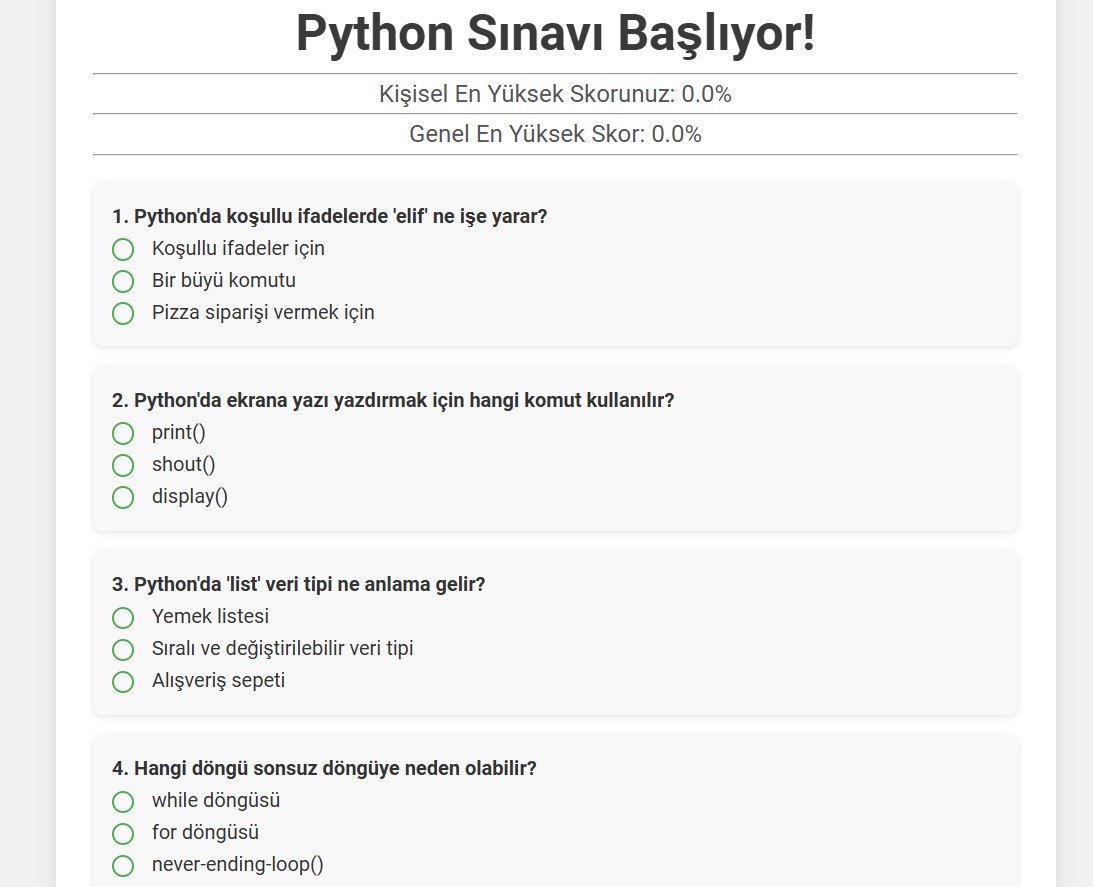 Python Sınavı Başlıyor!
Kişisel En Yüksek Skorunuz: 0.0%
Genel En Yüksek Skor: 0.0%
1. Python'da koşullu ifadelerde 'elif' ne işe yarar?
Koşullu ifadeler için
Bir büyü komutu
Pizza siparişi vermek için
2. Python'da ekrana yazı yazdırmak için hangi komut kullanılır?
print()
shout()
display()
3. Python'da 'list' veri tipi ne anlama gelir?
Yemek listesi
Sıralı ve değiştirilebilir veri tipi
Alışveriş sepeti
4. Hangi döngü sonsuz döngüye neden olabilir?
while döngüsü
for döngüsü
never-ending-loop()